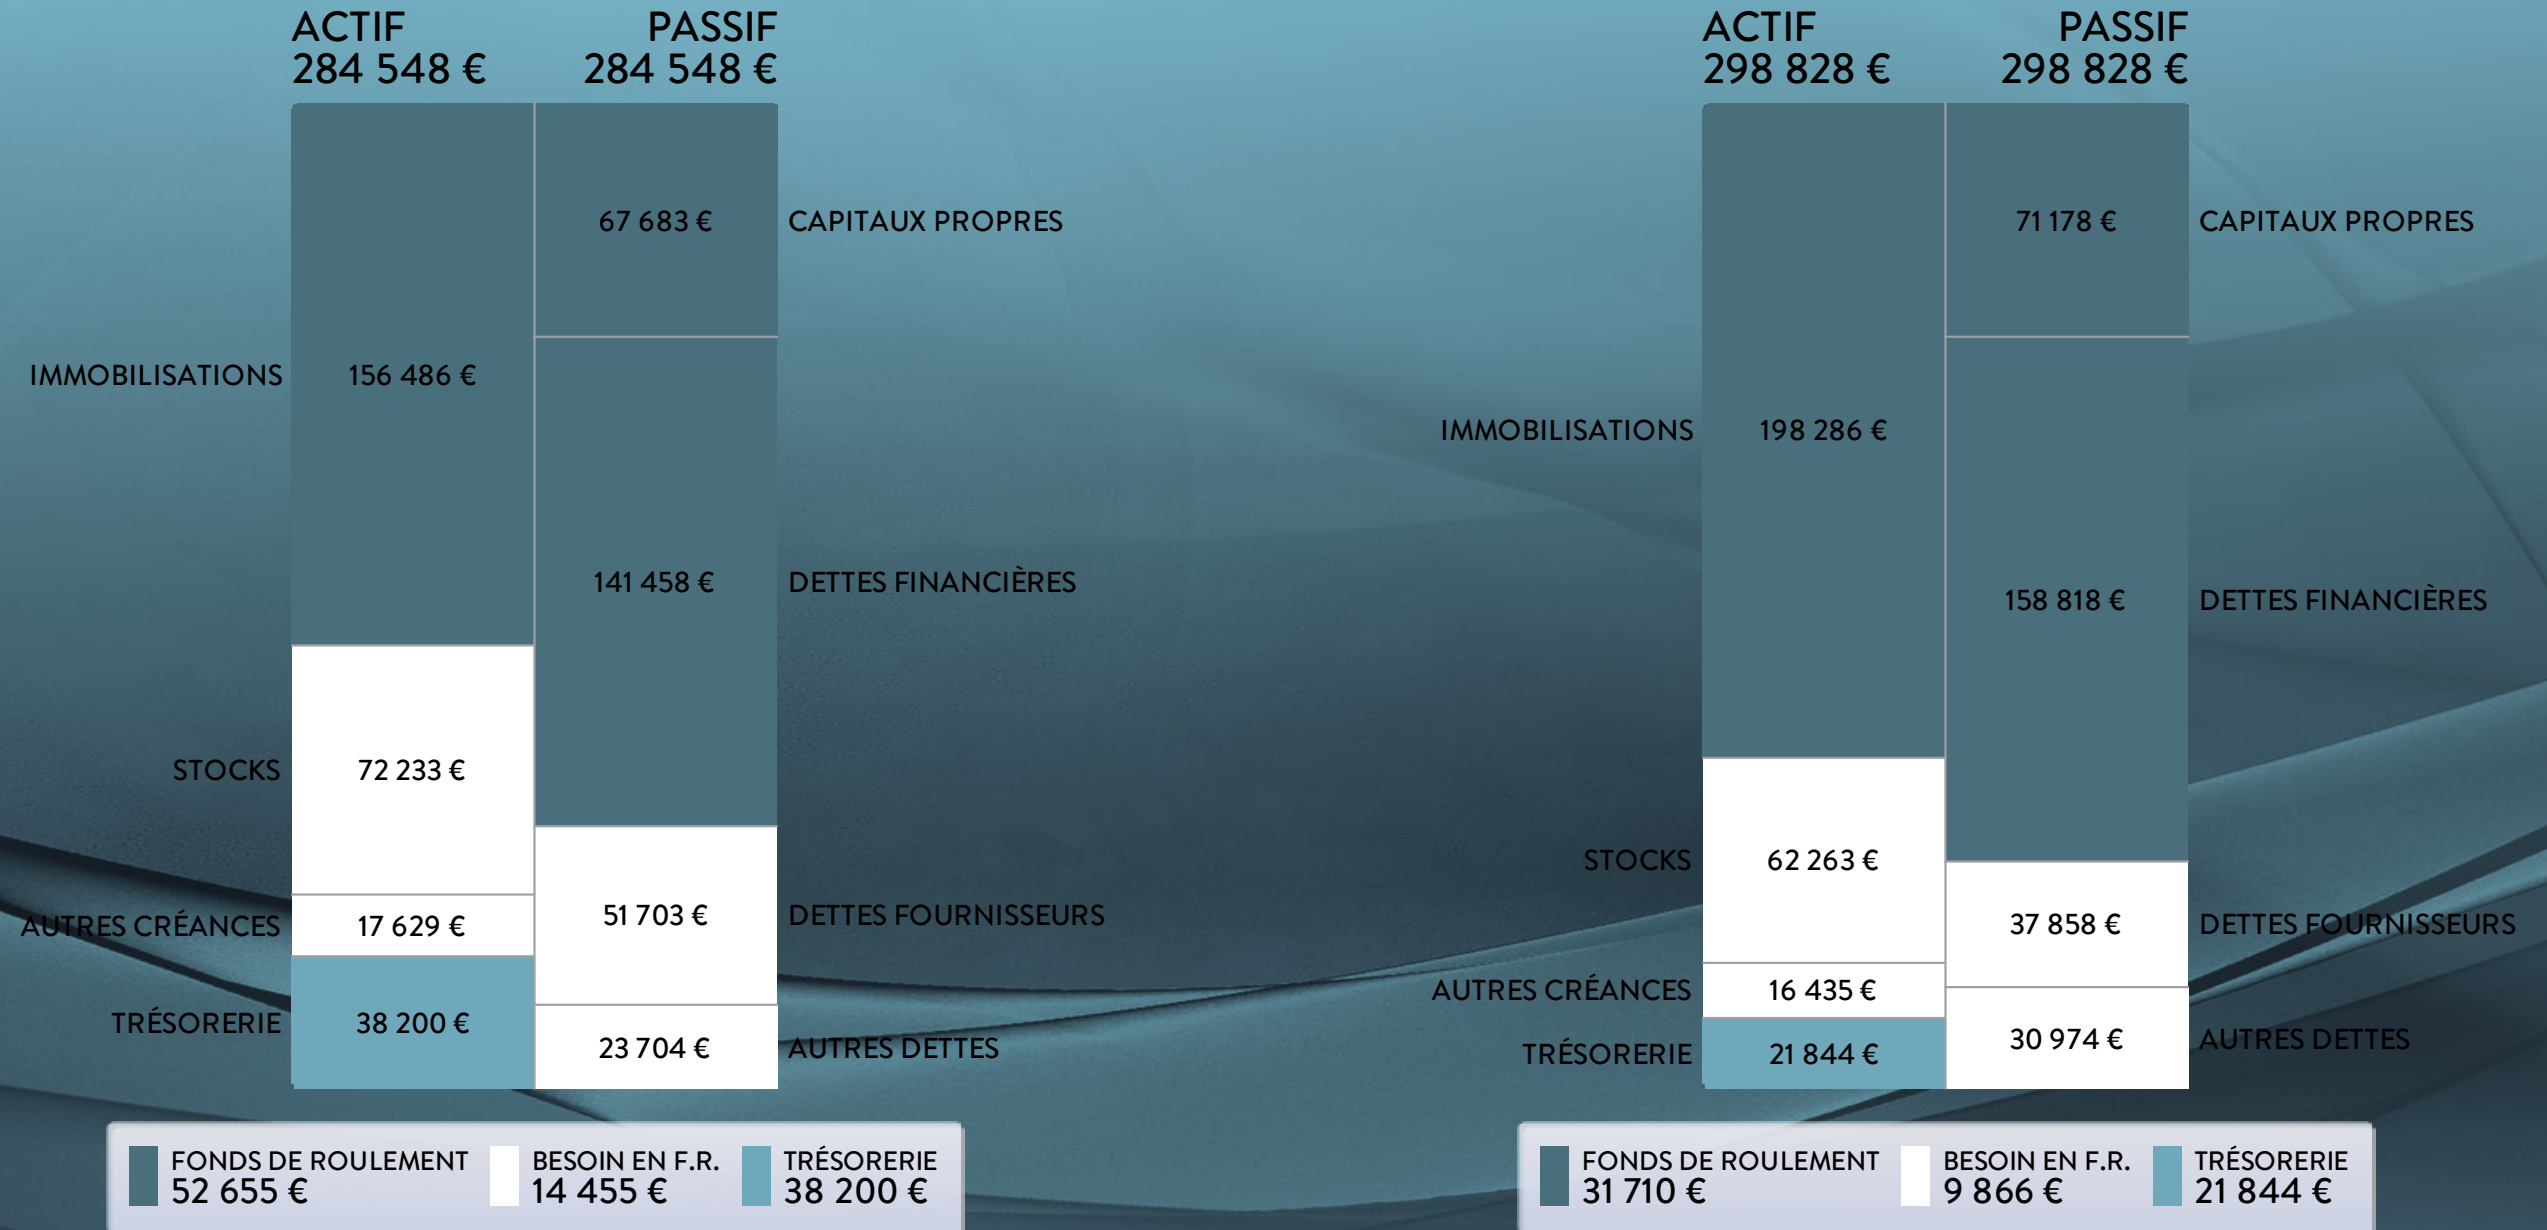 ACTIF
284 548 €
PASSIF
284 548 €
67 683 €
CAPITAUX PROPRES
IMMOBILISATIONS
156 486 €
141 458 €
DETTES FINANCIÈRES
STOCKS
72 233 €
51 703 €
DETTES FOURNISSEURS
AUTRES CRÉANCES
17 629 €
TRÉSORERIE
38 200 €
23 704 €
AUTRES DETTES
FONDS DE ROULEMENT
52 655 €
BESOIN EN F.R.
14 455 €
TRÉSORERIE
38 200 €
ACTIF
298 828 €
PASSIF
298 828 €
71 178 €
CAPITAUX PROPRES
IMMOBILISATIONS
198 286 €
158 818 €
DETTES FINANCIÈRES
STOCKS
62 263 €
37 858 €
DETTES FOURNISSEURS
AUTRES CRÉANCES
16 435 €
TRÉSORERIE
21 844 €
30 974 €
AUTRES DETTES
FONDS DE ROULEMENT
31 710 €
BESOIN EN F.R.
9 866 €
TRÉSORERIE
21 844 €